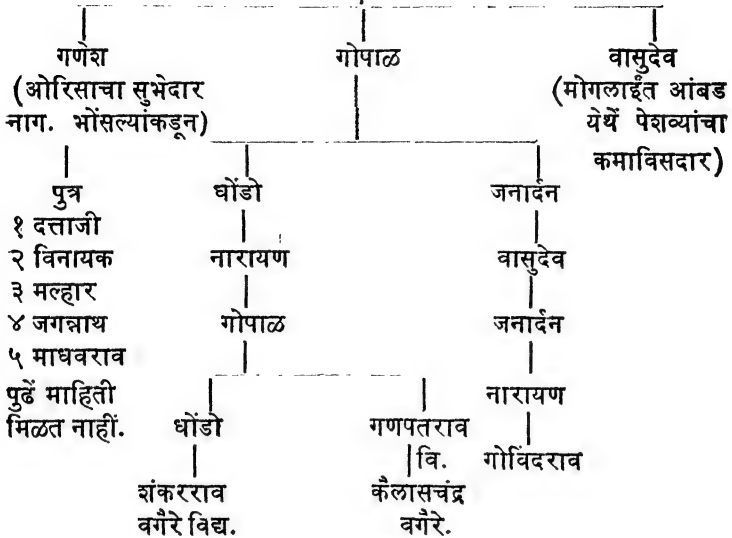 गणेश गोपाळ वासुदेव
(ओरिसाचा सुभेदार (मोगलाईंत आंबड
नाग. भोंसल्यांकडून) येथें पेशव्यांचा
कमाविसदार)
पुत्र धोंडो जनार्दन
१ दत्ताजी
२ विनायक नारायण वासुदेव
३ मल्हार
४ जगन्नाथ गोपाळ जनार्दन
५ माधवराव
पुढें माहिती नारायण
मिळत नाहीं. धोंडो गणपतराव
वि. गोविंदराव
शंकरराव कैलासचंद्र
वगैरे विद्य. वगैरे.